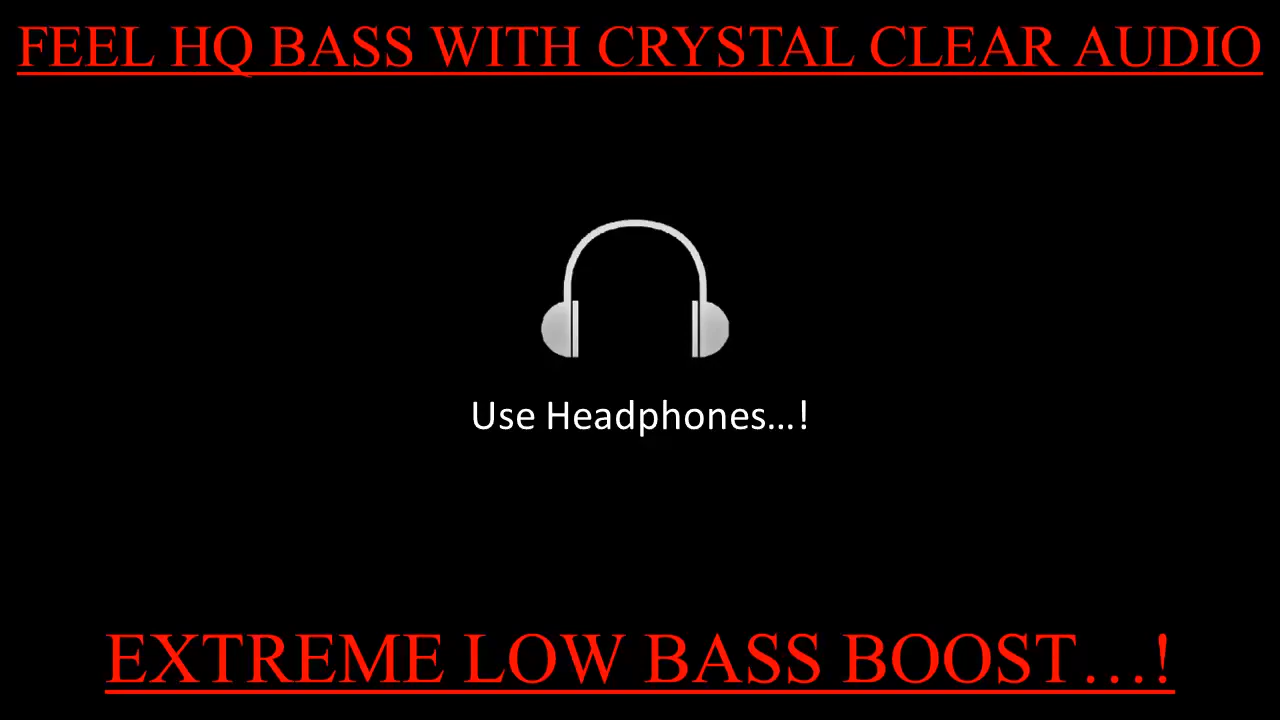 FEEL HQ BASS WITH CRYSTAL CLEAR AUDIO
Use Headphones...!
EXTREME LOW BASS BOOST...!